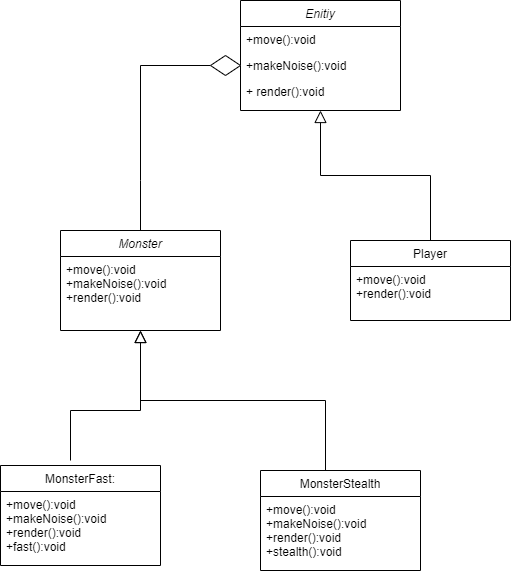 Enitiy
+move():void
+makeNoise():void
+ render():void
Monster
+move():void
+makeNoise():void
+render():void
Player
+move():void
+render():void
MonsterFast:
+move():void
+makeNoise():void
+render():void
+fast():void
MonsterStealth
+move():void
+makeNoise():void
+render():void
+stealth():void